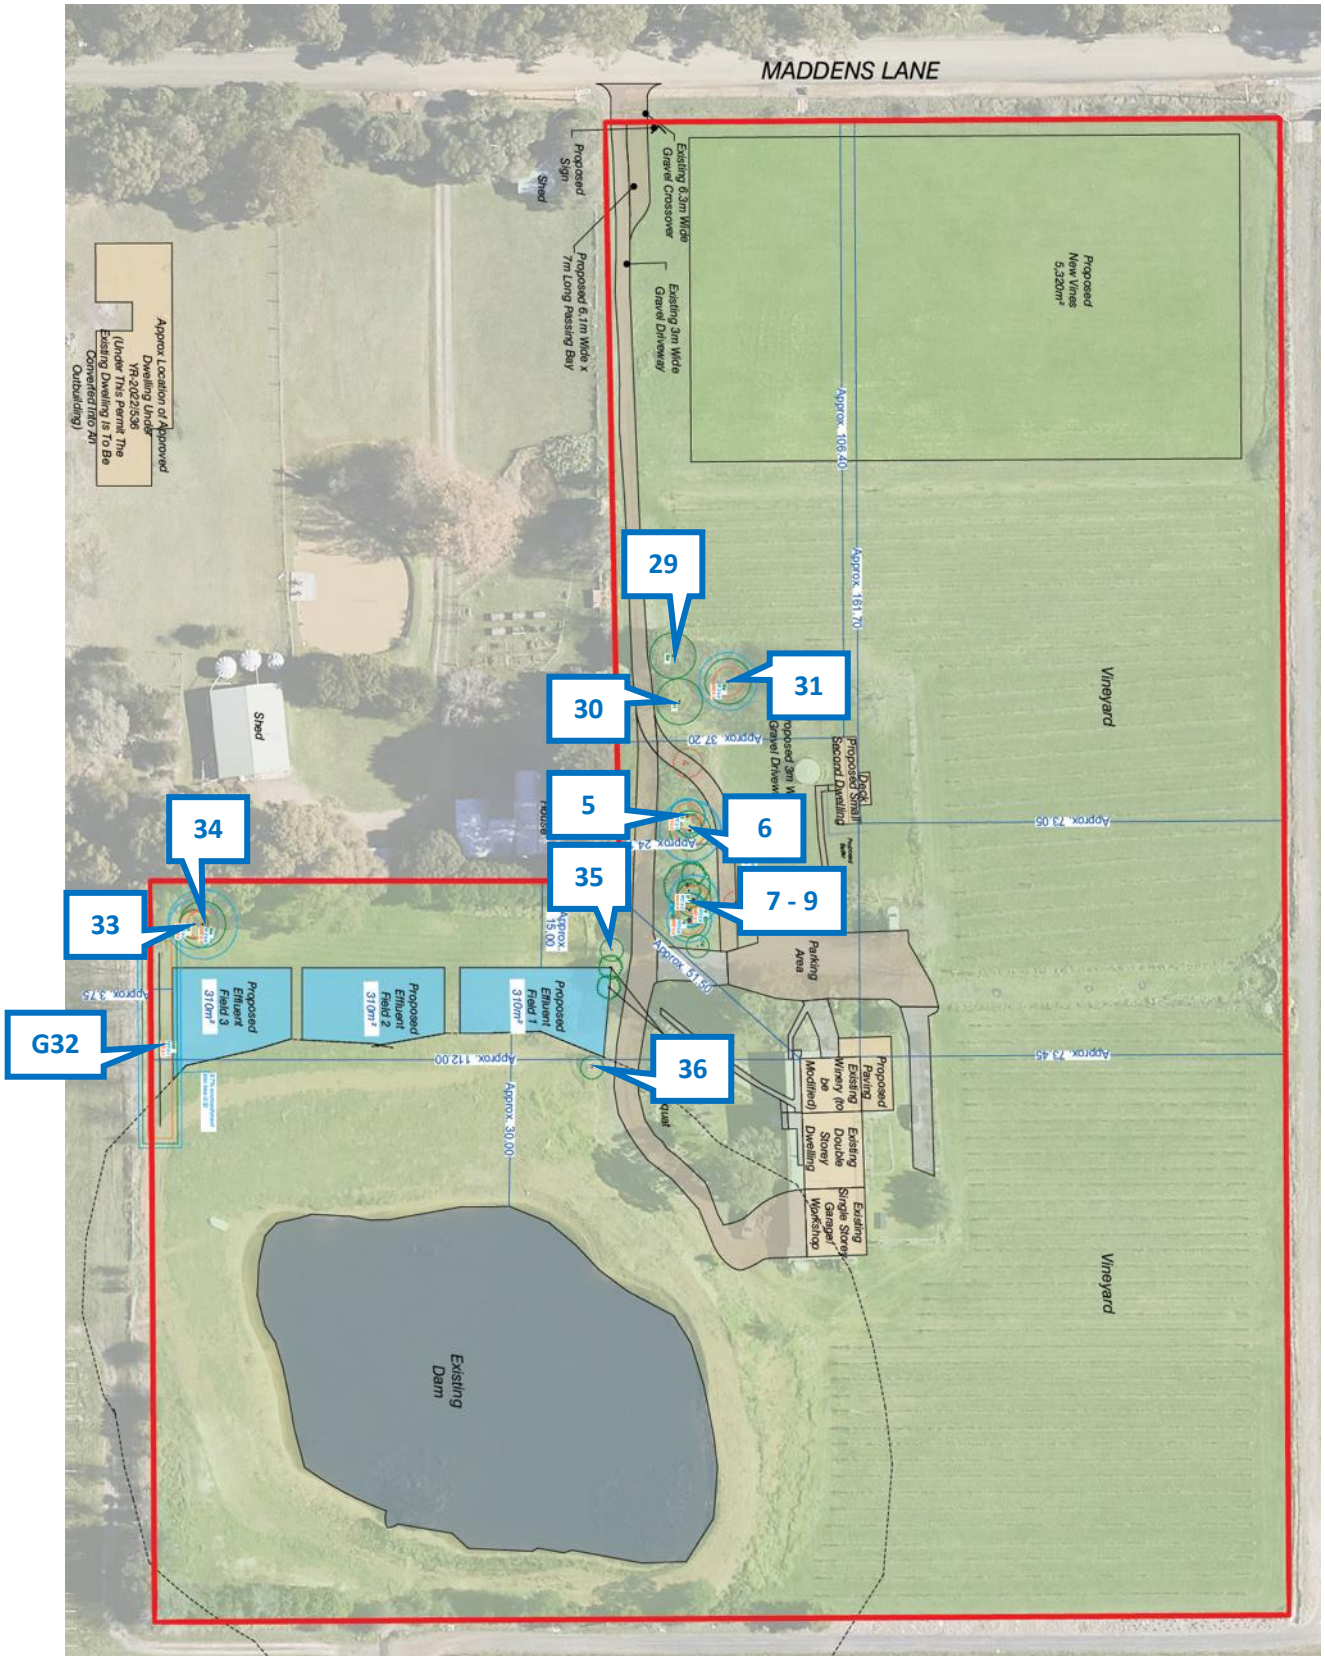 MADDENS LANE
Existing 6.3m Wide
Gravel Crossover
Proposed
Sign
Shed
Proposed 6.1m Wide x
7m Long Passing Bay
Existing 3m Wide
Gravel Driveway
Proposed
New Vines
5,320m²
Approx Location of Approved
Dwelling Under
YR-2022/536
(Under This Permit The
Existing Dwelling Is To Be
Converted Into An
Outbuilding)
Approx. 106.40
Approx. 161.70
29
31
30
Vineyard
Shed
Approx. 37.20
Proposed 3m W
Gravel Drivew
Deck
Proposed Small
Second Dwelling
5
6
34
House
Approx. 24
Approx. 73.05
35
7 - 9
33
Approx.
15.00
Approx. 51.50
Parking
Area
Proposed
Effluent
Field 3
310m²
Proposed
Effluent
Field 2
310m²
Proposed
Effluent
Field 1
310m²
Approx. 3.75
G32
Approx. 112.00
36
Approx. 73.45
Proposed
Paving
Existing
Winery (to
be
Modified)
Approx. 30.00
Existing
Double
Storey
Dwelling
Existing
Single Storey
Garage/
Workshop
Vineyard
Existing
Dam